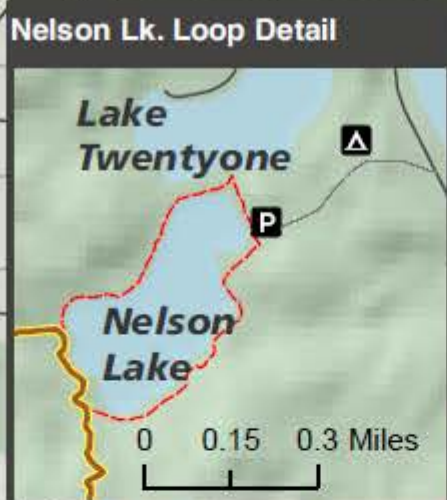 Nelson Lk. Loop Detail
Lake
Twentyone
P
Nelson
Lake
0 0.15 0.3 Miles